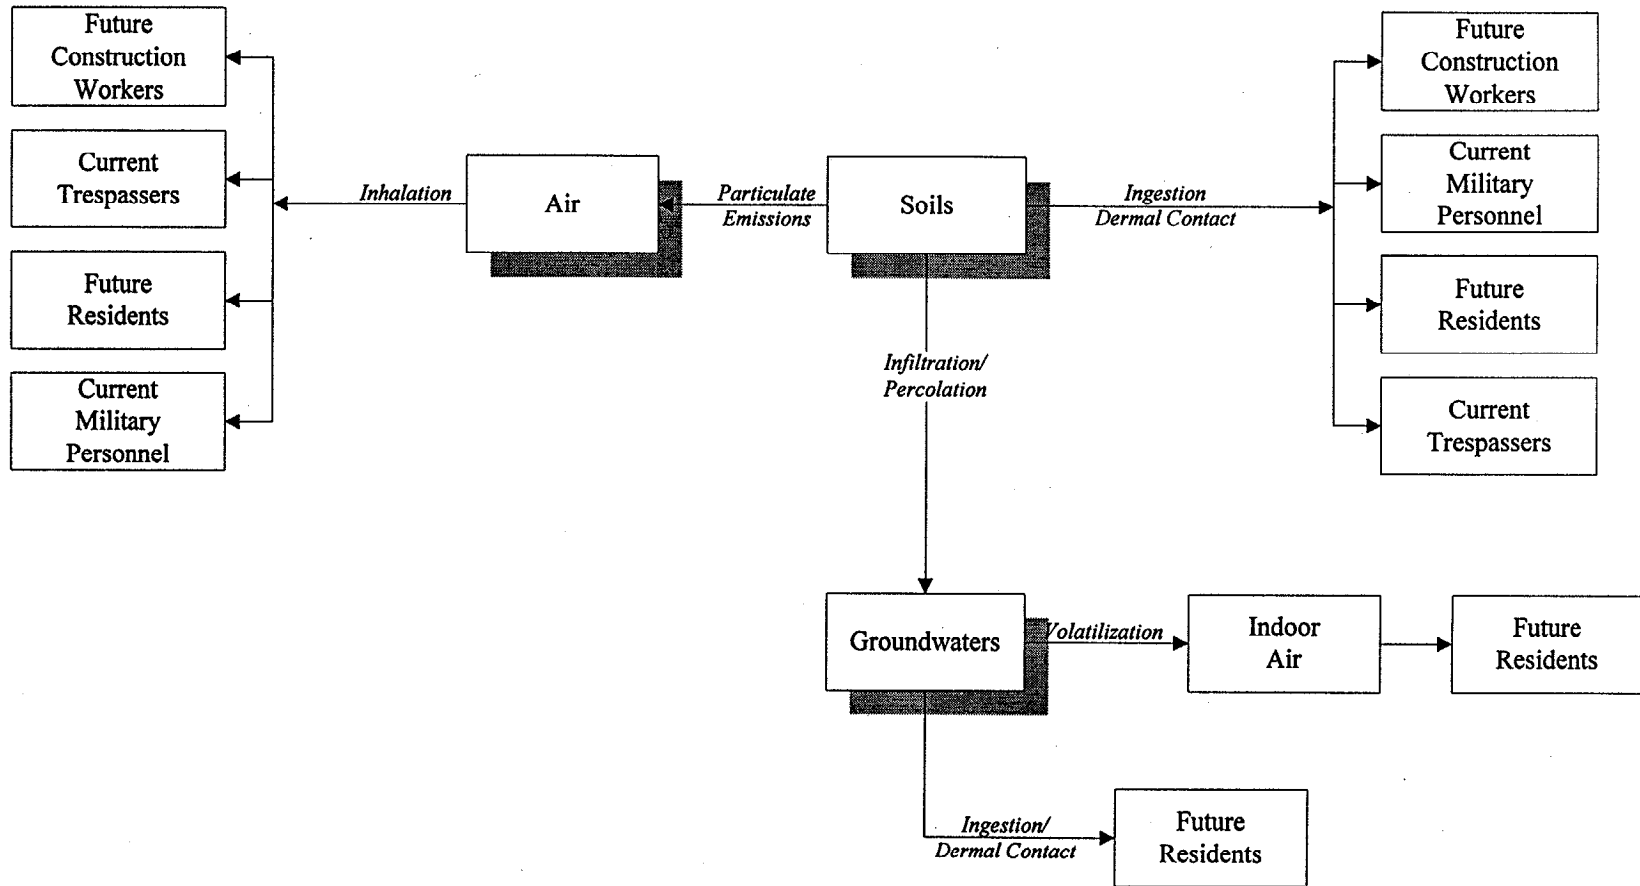 Future
Construction
Workers
Current
Trespassers
Future
Residents
Current
Military
Personnel
Inhalation
Air
Particulate
Emissions
Soils
Ingestion
Dermal Contact
Future
Construction
Workers
Current
Military
Personnel
Future
Residents
Current
Trespassers
Infiltration/
Percolation
Groundwaters
Volatilization
Indoor
Air
Future
Residents
Ingestion/
Dermal Contact
Future
Residents